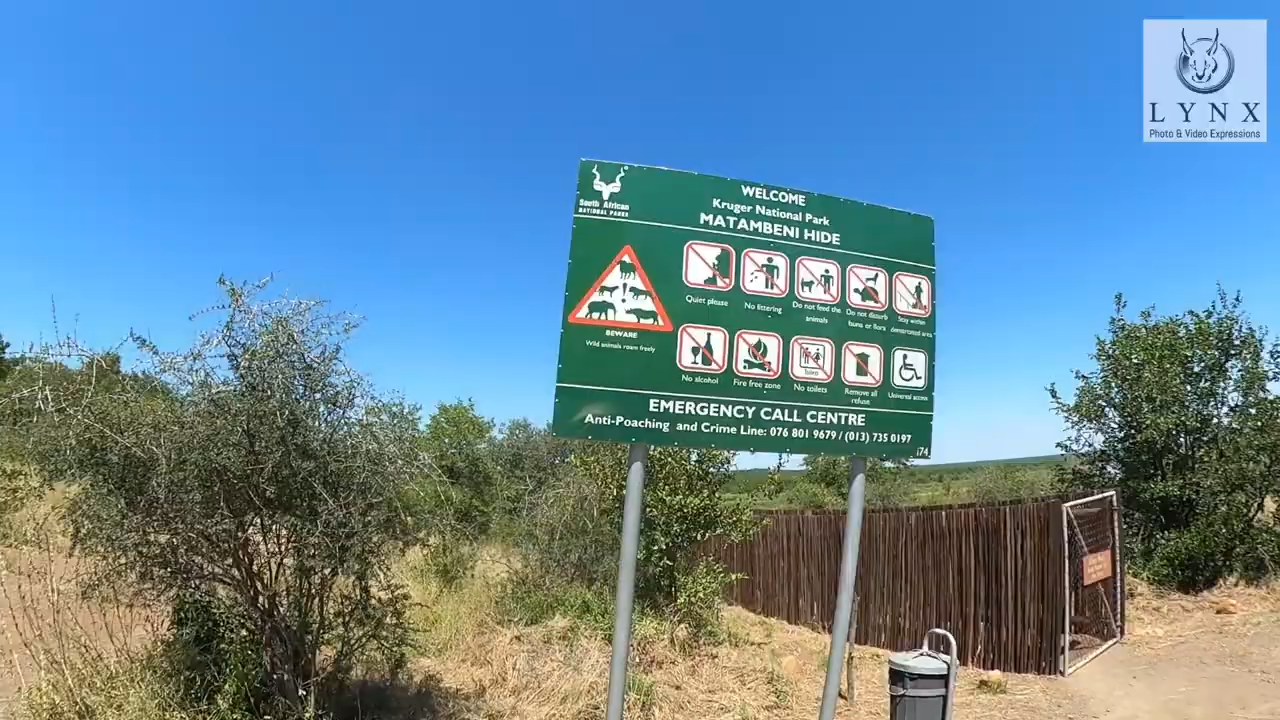 LYNX
Photo & Video Expressions
South African
NATIONAL PARKS
WELCOME
Kruger National Park
MATAMBENI HIDE
Quiet please
No littering
Do not feed the
animals
Do not disturb
fauna or flora
Stay within
demarcated area
BEWARE
Wild animals roam freely
No alcohol
Fire free zone
No toilets
Remove all
refuse
Universal access
EMERGENCY CALL CENTRE
Anti-Poaching and Crime Line: 076 801 9679 / (013) 735 0197
174